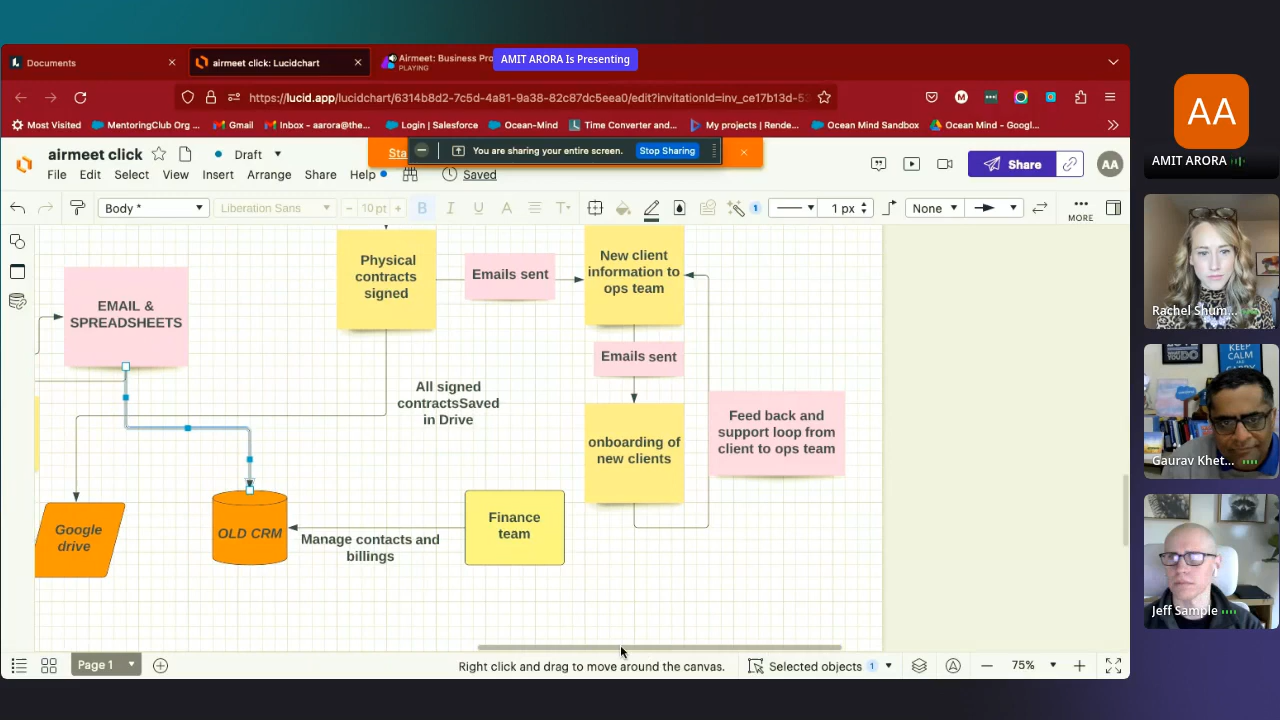 Documents
airmeet click: Lucidchart
Airmeet: Business Pro
PLAYING
AMIT ARORA Is Presenting
https://lucid.app/lucidchart/6314b8d2-7c5d-4a81-9a38-82c87dc5eea0/edit?invitationId=inv_ce17b13d-53
Most Visited
MentoringClub Org ...
Gmail
Inbox - aarora@the...
Login | Salesforce
Ocean-Mind
Time Converter and...
My projects | Rende...
Ocean Mind Sandbox
Ocean Mind - Googl...
airmeet click
Draft
Sta
You are sharing your entire screen.
Stop Sharing
Share
AA
File
Edit
Select
View
Insert
Arrange
Share
Help
Saved
Body *
Liberation Sans
10 pt
B
I
U
A
T
1
1 px
None
MORE
Physical
contracts
signed
Emails sent
New client
information to
ops team
EMAIL &
SPREADSHEETS
Emails sent
All signed
contractsSaved
in Drive
onboarding of
new clients
Feed back and
support loop from
client to ops team
Google
drive
OLD CRM
Manage contacts and
billings
Finance
team
Page 1
Right click and drag to move around the canvas.
Selected objects
1
75%
AA
AMIT ARORA
Rachel Shum...
Gaurav Khet...
Jeff Sample